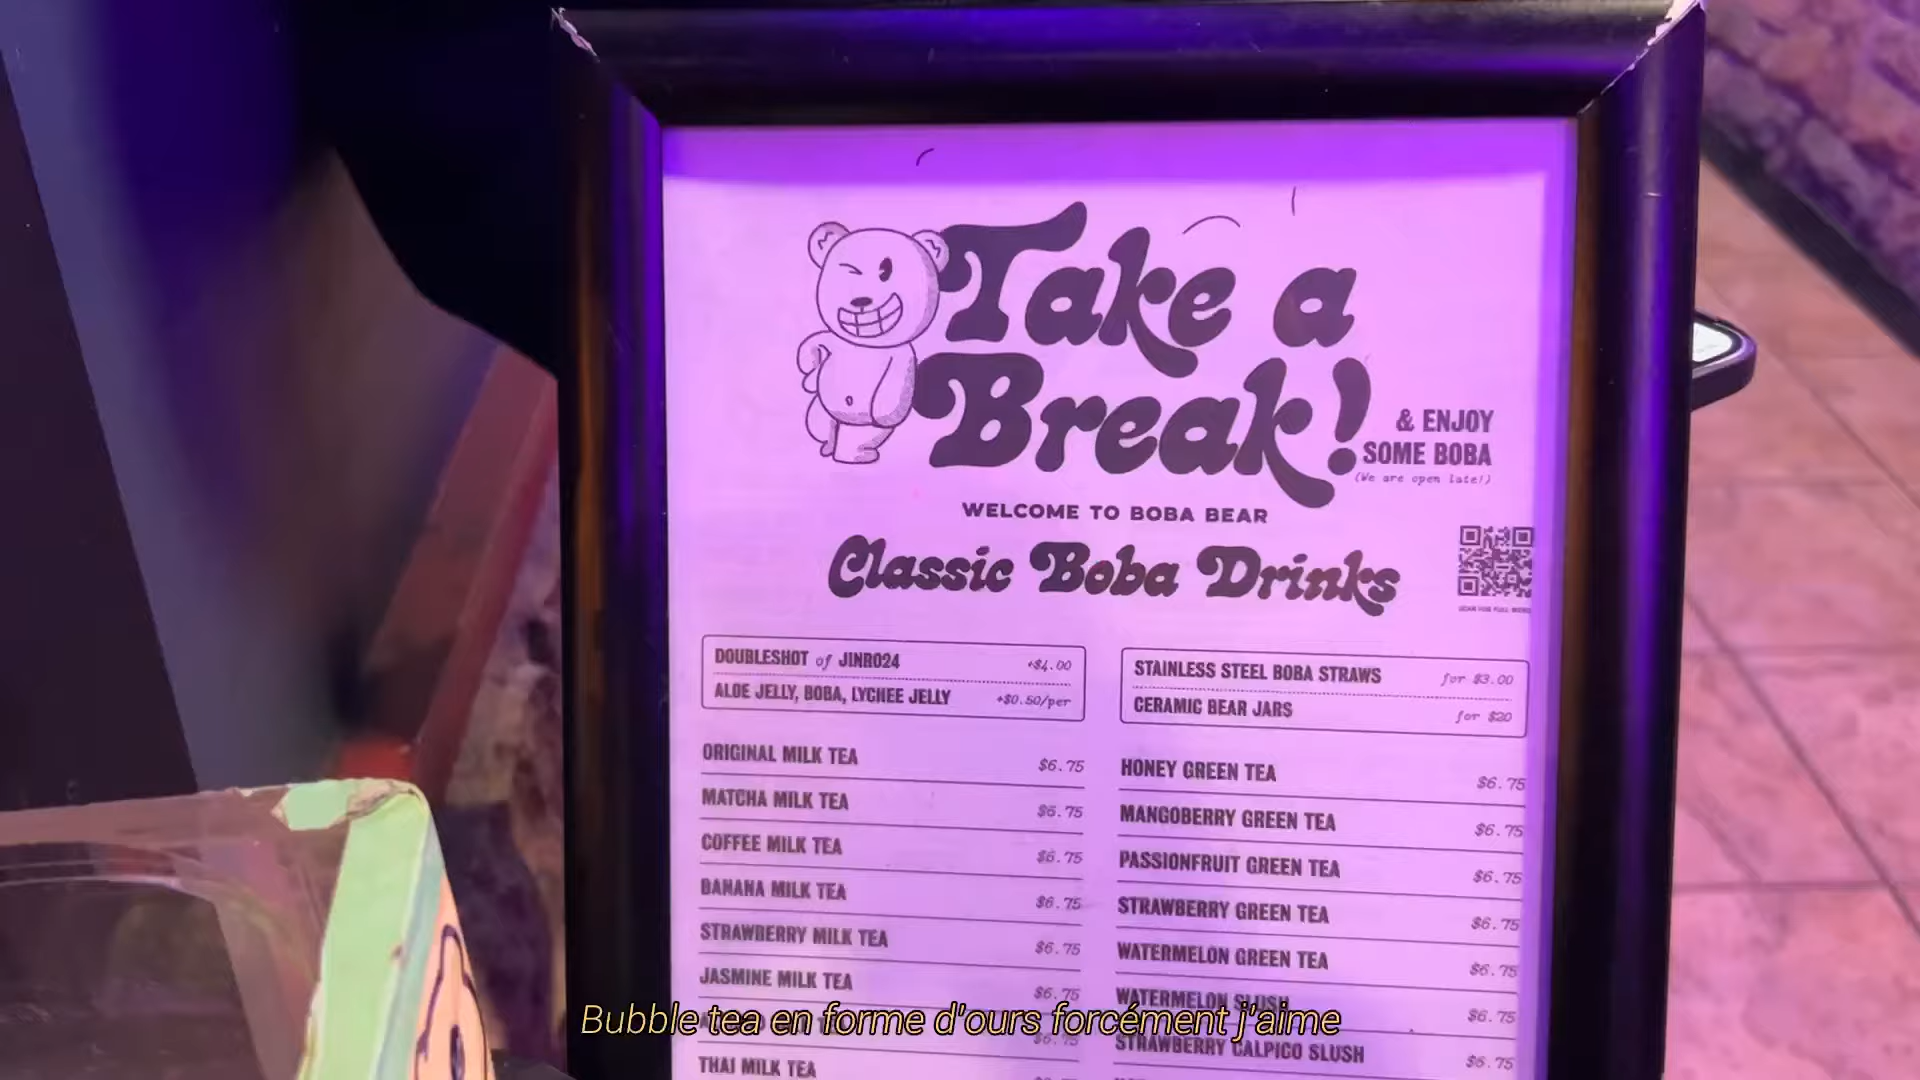 Take a
Break!
& ENJOY
SOME BOBA
(We are open late!)
WELCOME TO BOBA BEAR
Classic Boba Drinks
DOUBLESHOT of JINRO24 +$4.00
ALOE JELLY, BOBA, LYCHEE JELLY +$0.50/per
STAINLESS STEEL BOBA STRAWS for $3.00
CERAMIC BEAR JARS for $20
ORIGINAL MILK TEA $6.75
MATCHA MILK TEA $6.75
COFFEE MILK TEA $6.75
BANANA MILK TEA $6.75
STRAWBERRY MILK TEA $6.75
JASMINE MILK TEA $6.75
$6.75
THAI MILK TEA
HONEY GREEN TEA $6.75
MANGOBERRY GREEN TEA $6.75
PASSIONFRUIT GREEN TEA $6.75
STRAWBERRY GREEN TEA $6.75
WATERMELON GREEN TEA $6.75
WATERMELON SLUSH $6.75
STRAWBERRY CALPICO SLUSH $6.75
Bubble tea en forme d'ours forcément j'aime